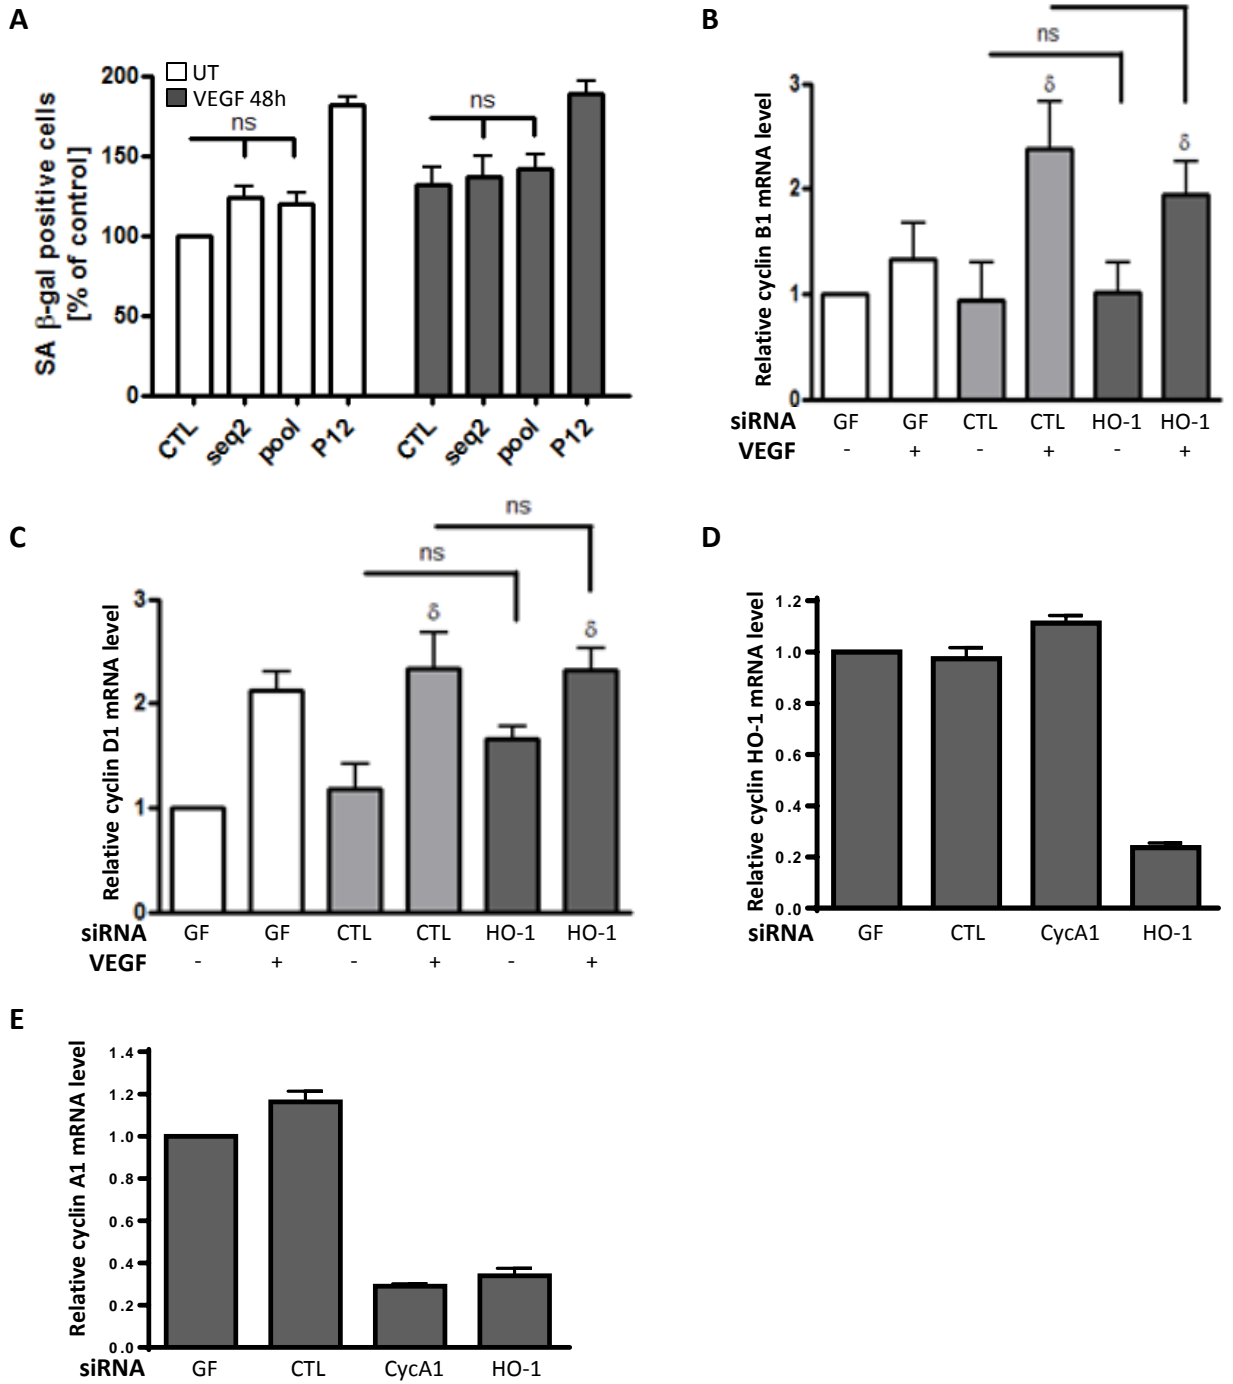 A
SA β-gal positive cells
[% of control]
200
150
100
50
0
UT
VEGF 48h
ns
ns
CTL
seq2
pool
P12
CTL
seq2
pool
P12
B
Relative cyclin B1 mRNA level
3
2
1
0
ns
δ
δ
siRNA GF GF CTL CTL HO-1 HO-1
VEGF - + - + - +
C
Relative cyclin D1 mRNA level
3
2
1
0
ns
ns
δ
δ
siRNA GF GF CTL CTL HO-1 HO-1
VEGF - + - + - +
D
Relative cyclin HO-1 mRNA level
1.2
1.0
0.8
0.6
0.4
0.2
0.0
siRNA GF CTL CycA1 HO-1
E
Relative cyclin A1 mRNA level
1.4
1.2
1.0
0.8
0.6
0.4
0.2
0.0
siRNA GF CTL CycA1 HO-1